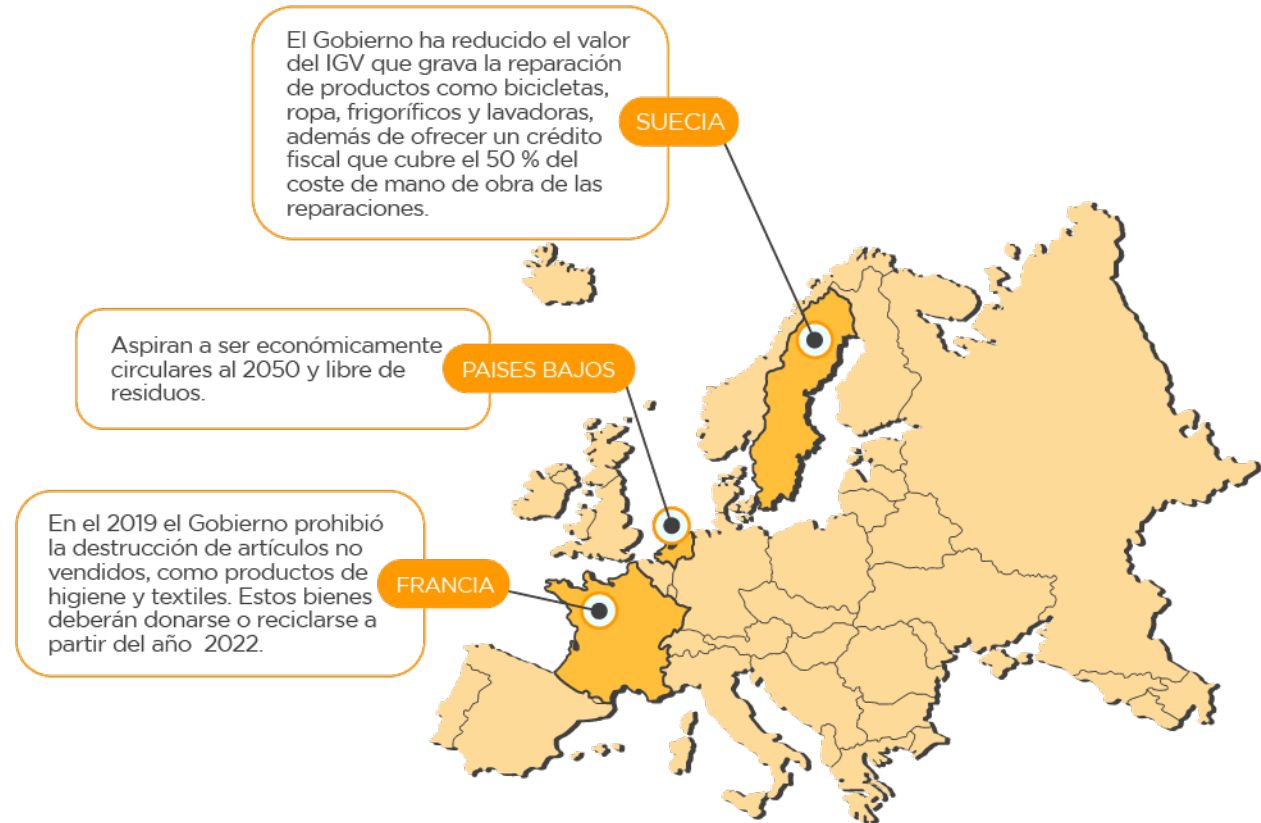 El Gobierno ha reducido el valor
del IGV que grava la reparación
de productos como bicicletas,
ropa, frigoríficos y lavadoras,
además de ofrecer un crédito
fiscal que cubre el 50 % del
coste de mano de obra de las
reparaciones.
SUECIA
Aspiran a ser económicamente
circulares al 2050 y libre de
residuos.
PAISES BAJOS
En el 2019 el Gobierno prohibió
la destrucción de artículos no
vendidos, como productos de
higiene y textiles. Estos bienes
deberán donarse o reciclarse a
partir del año 2022.
FRANCIA